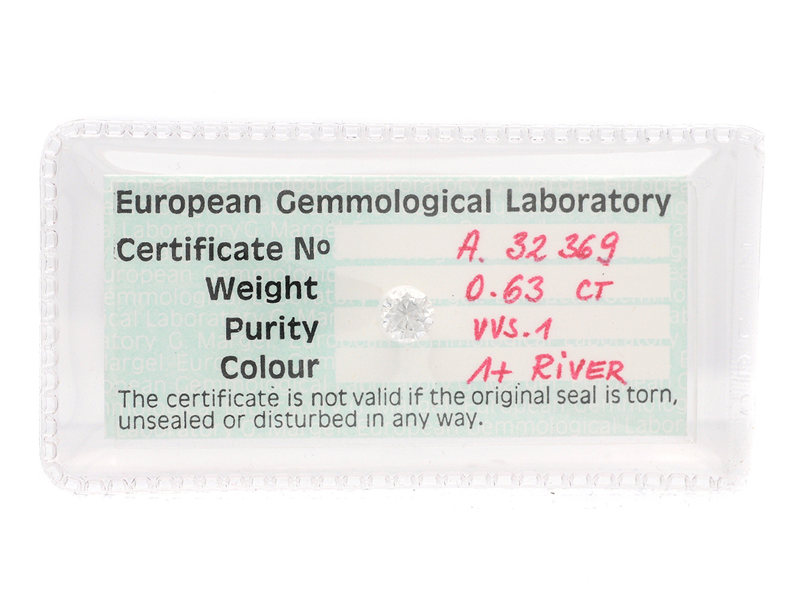 European Gemmological Laboratory
Certificate Nº A. 32 369
Weight 0.63 CT
Purity VVS.1
Colour 1+ RiVER
The certificate is not valid if the original seal is torn,
unsealed or disturbed in any way.